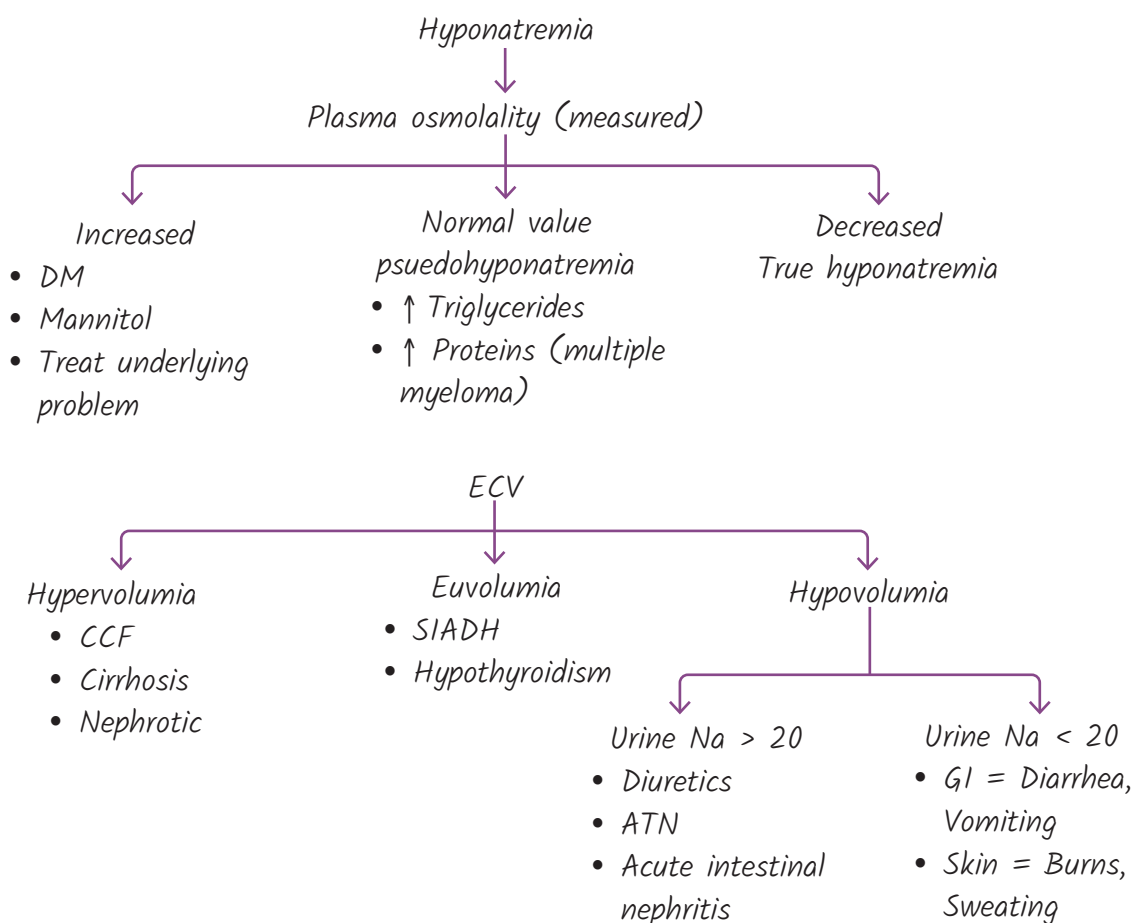 Hyponatremia
Plasma osmolality (measured)
Increased
• DM
• Mannitol
• Treat underlying
problem
Normal value
psuedohyponatremia
• ↑ Triglycerides
• ↑ Proteins (multiple
myeloma)
Decreased
True hyponatremia
ECV
Hypervolumia
• CCF
• Cirrhosis
• Nephrotic
Euvolumia
• SIADH
• Hypothyroidism
Hypovolumia
Urine Na > 20
• Diuretics
• ATN
• Acute intestinal
nephritis
Urine Na < 20
• GI = Diarrhea,
Vomiting
• Skin = Burns,
Sweating